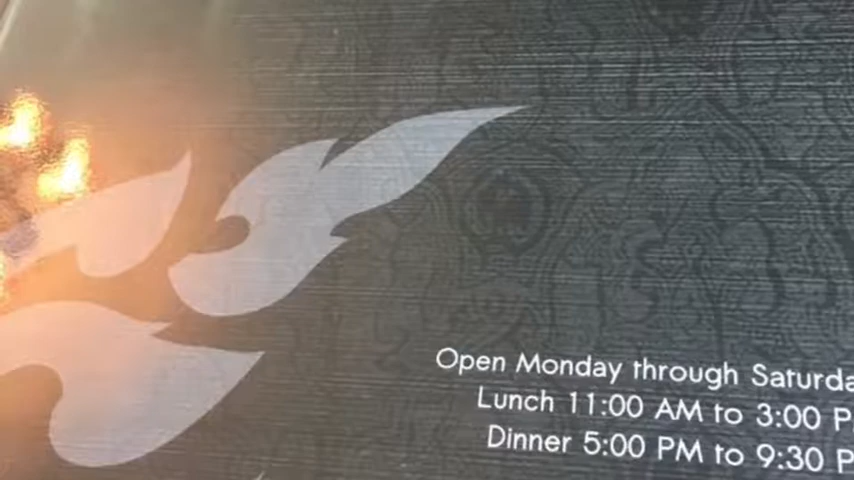 Open Monday through Saturda
Lunch 11:00 AM to 3:00 P
Dinner 5:00 PM to 9:30 P